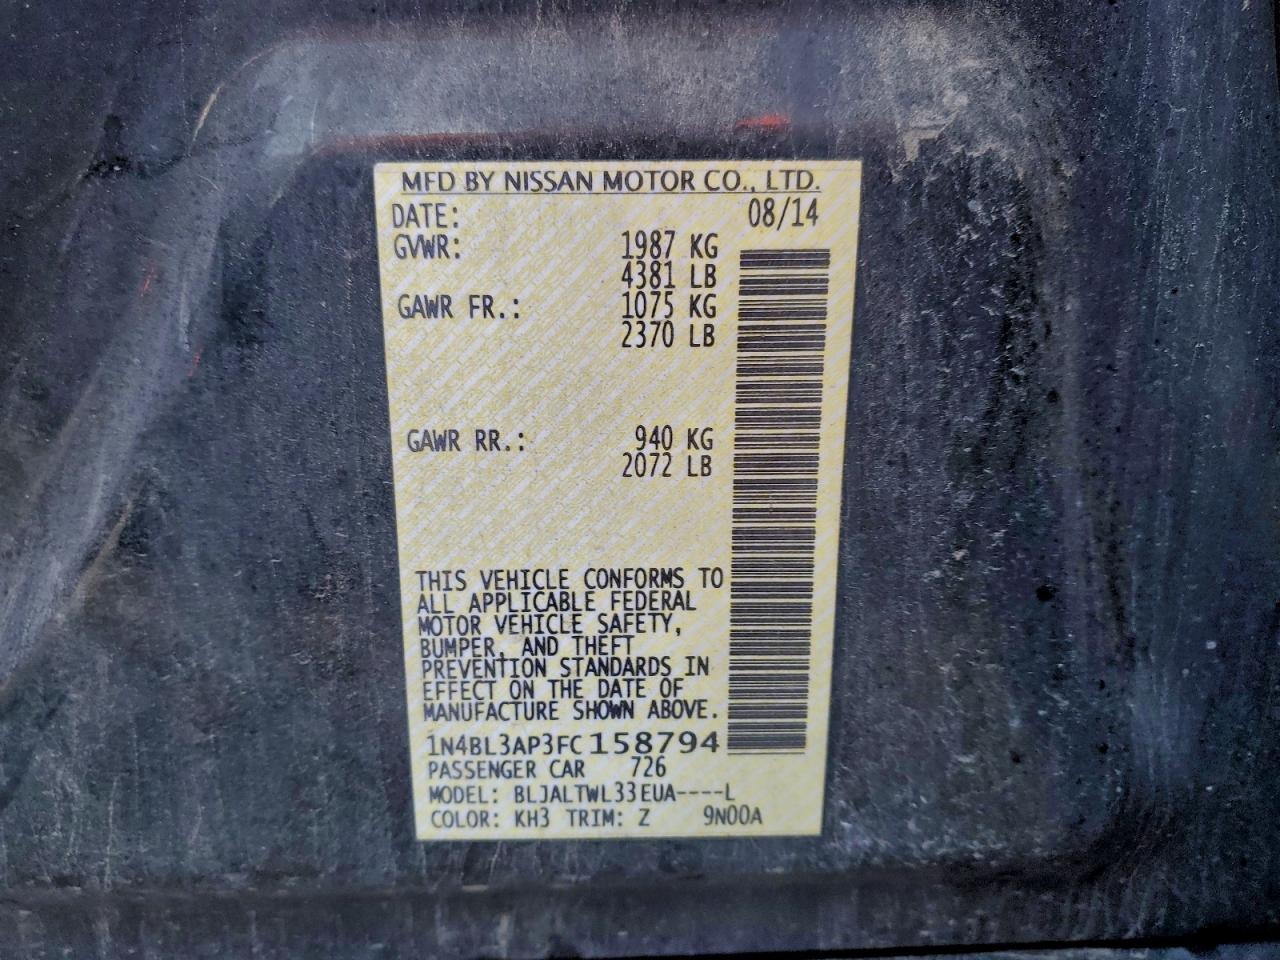 MFD BY NISSAN MOTOR CO., LTD.
DATE: 08/14
GVWR: 1987 KG
4381 LB
GAWR FR.: 1075 KG
2370 LB
GAWR RR.: 940 KG
2072 LB
THIS VEHICLE CONFORMS TO
ALL APPLICABLE FEDERAL
MOTOR VEHICLE SAFETY,
BUMPER, AND THEFT
PREVENTION STANDARDS IN
EFFECT ON THE DATE OF
MANUFACTURE SHOWN ABOVE.
1N4BL3AP3FC158794
PASSENGER CAR 726
MODEL: BLJALTWL33EUA----L
COLOR: KH3 TRIM: Z 9N00A